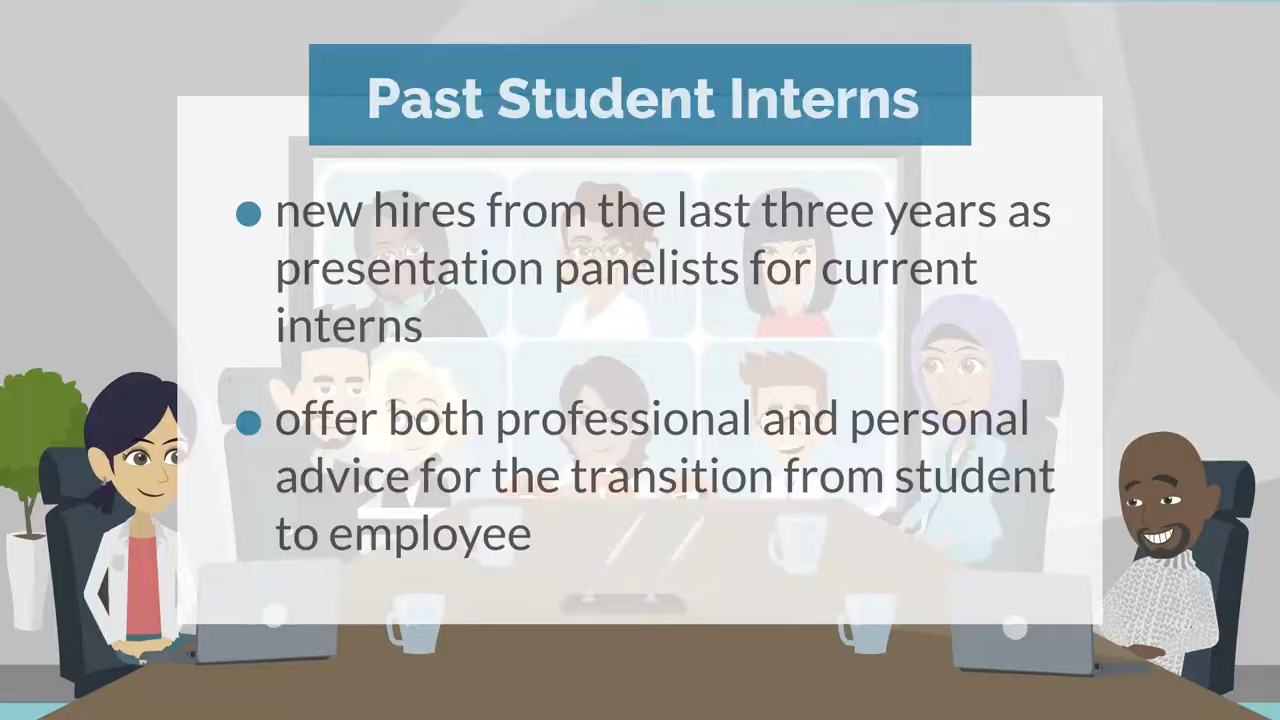 Past Student Interns
new hires from the last three years as
presentation panelists for current
interns
offer both professional and personal
advice for the transition from student
to employee